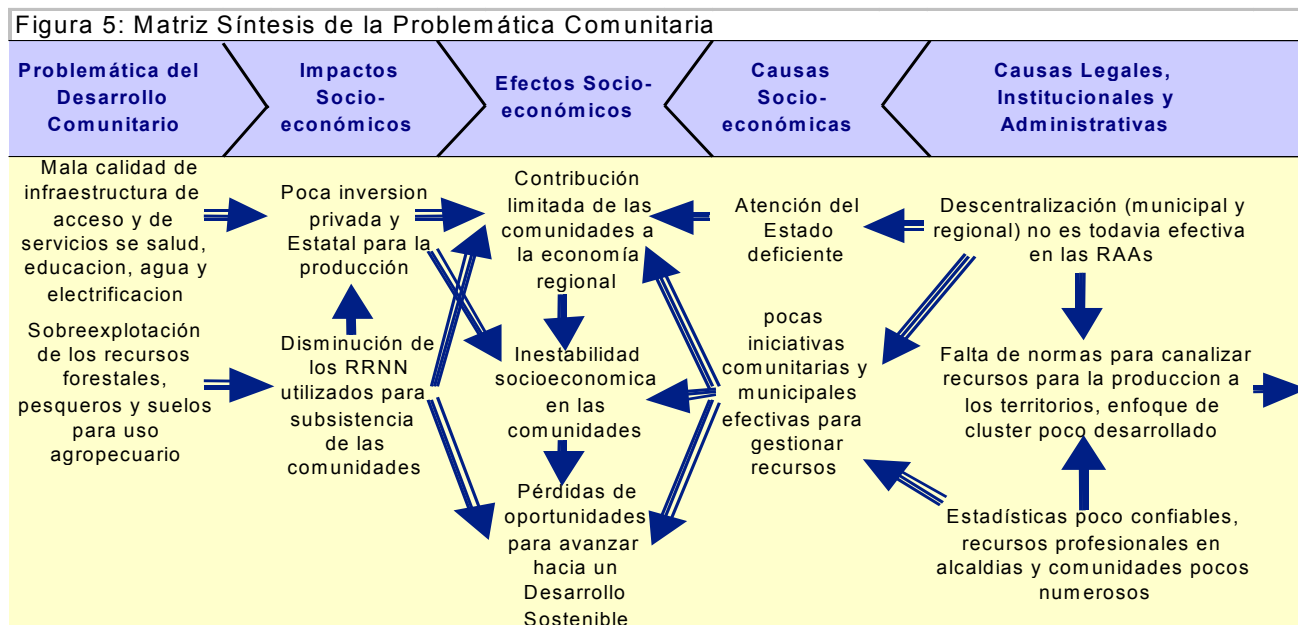 Figura 5: Matriz Síntesis de la Problemática Comunitaria
Problemática del
Desarrollo
Comunitario
Impactos
Socio-
económicos
Efectos Socio-
económicos
Causas
Socio-
económicas
Causas Legales,
Institucionales y
Administrativas
Mala calidad de
infraestructura de
acceso y de
servicios se salud,
educacion, agua y
electrificacion
Sobreexplotación
de los recursos
forestales,
pesqueros y suelos
para uso
agropecuario
Poca inversion
privada y
Estatal para la
producción
Disminución de
los RRNN
utilizados para
subsistencia
de las
comunidades
Contribución
limitada de las
comunidades a
la economía
regional
Inestabilidad
socioeconomica
en las
comunidades
Pérdidas de
oportunidades
para avanzar
hacia un
Desarrollo
Sostenible
Atención del
Estado
deficiente
pocas
iniciativas
comunitarias y
municipales
efectivas para
gestionar
recursos
Descentralización (municipal y
regional) no es todavia efectiva
en las RAAs
Falta de normas para canalizar
recursos para la produccion a
los territorios, enfoque de
cluster poco desarrollado
Estadísticas poco confiables,
recursos profesionales en
alcaldias y comunidades pocos
numerosos